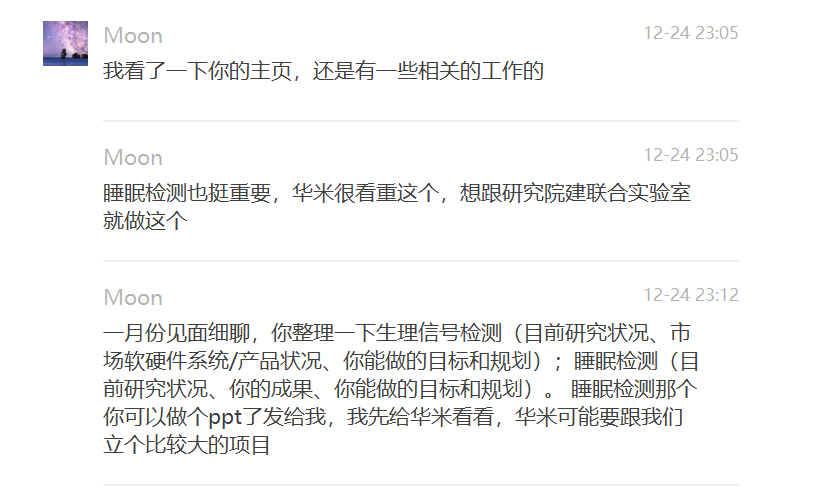 Moon
12-24 23:05
我看了一下你的主页，还是有一些相关的工作的
Moon
12-24 23:05
睡眠检测也挺重要，华米很看重这个，想跟研究院建联合实验室
就做这个
Moon
12-24 23:12
一月份见面细聊，你整理一下生理信号检测（目前研究状况、市
场软硬件系统/产品状况、你能做的目标和规划）；睡眠检测（目
前研究状况、你的成果、你能做的目标和规划）。 睡眠检测那个
你可以做个ppt了发给我，我先给华米看看，华米可能要跟我们
立个比较大的项目